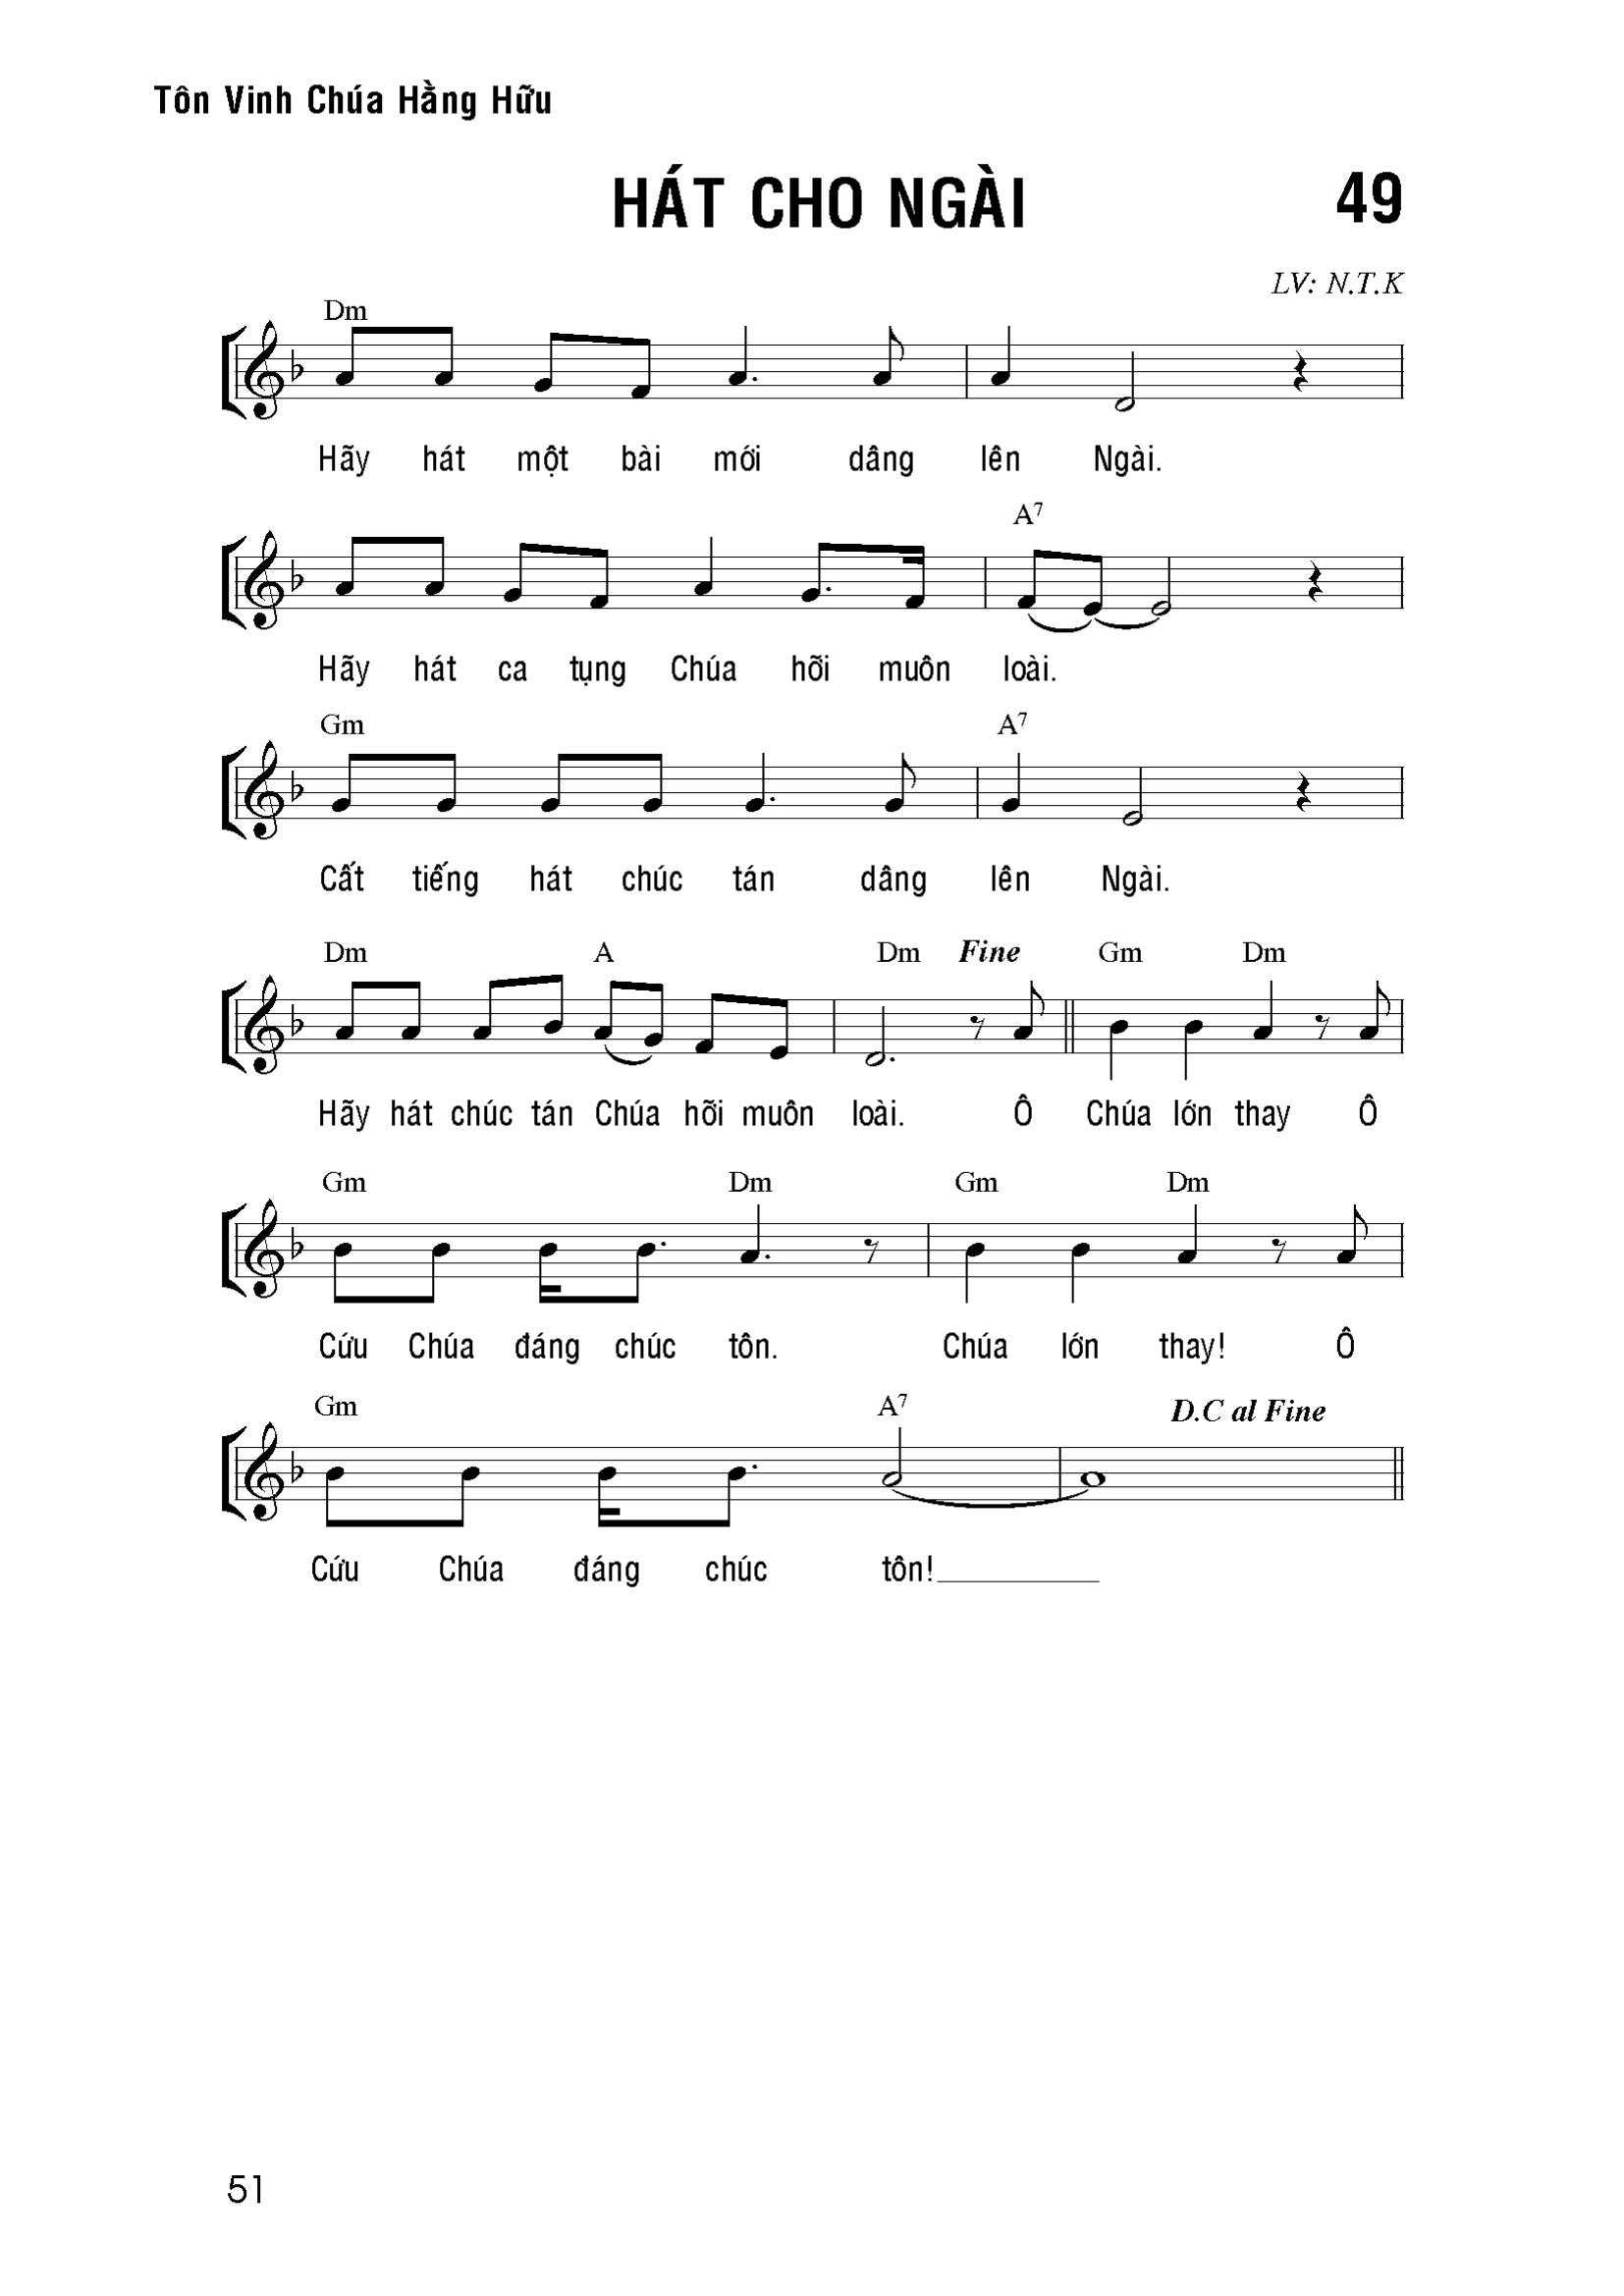 Tôn Vinh Chúa Hằng Hữu
HÁT CHO NGÀI
49
LV: N.T.K
Dm
Hãy hát một bài mới dâng lên Ngài.
A7
Hãy hát ca tụng Chúa hỡi muôn loài.
Gm A7
Cất tiếng hát chúc tán dâng lên Ngài.
Dm A Dm Fine Gm Dm
Hãy hát chúc tán Chúa hỡi muôn loài. Ô Chúa lớn thay Ô
Gm Dm Gm Dm
Cứu Chúa đáng chúc tôn. Chúa lớn thay! Ô
Gm A7 D.C al Fine
Cứu Chúa đáng chúc tôn!
51